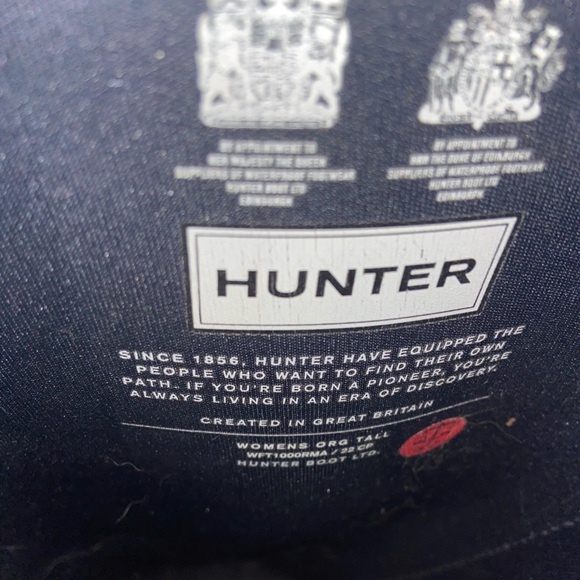 BY APPOINTMENT TO
HER MAJESTY THE QUEEN
SUPPLIERS OF WATERPROOF FOOTWEAR
HUNTER BOOT LTD
EDINBURGH
BY APPOINTMENT TO
HRH THE DUKE OF EDINBURGH
SUPPLIERS OF WATERPROOF FOOTWEAR
HUNTER BOOT LTD
EDINBURGH
HUNTER
SINCE 1856, HUNTER HAVE EQUIPPED THE
PEOPLE WHO WANT TO FIND THEIR OWN
PATH. IF YOU'RE BORN A PIONEER, YOU'RE
ALWAYS LIVING IN AN ERA OF DISCOVERY.
CREATED IN GREAT BRITAIN
WOMENS ORG TALL
WFT1000RMA / 22 CP
HUNTER BOOT LTD.